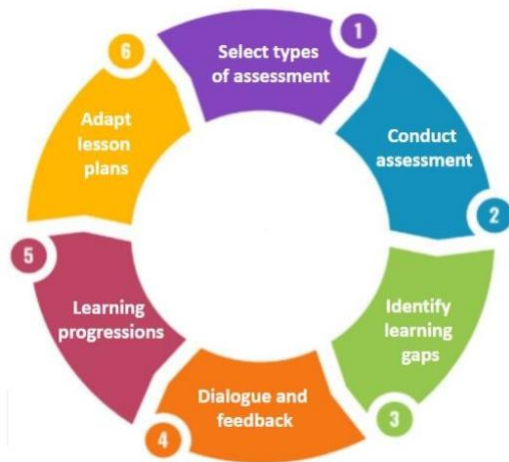 1
Select types
of assessment
2
Conduct
assessment
3
Identify
learning
gaps
4
Dialogue and
feedback
5
Learning
progressions
6
Adapt
lesson
plans